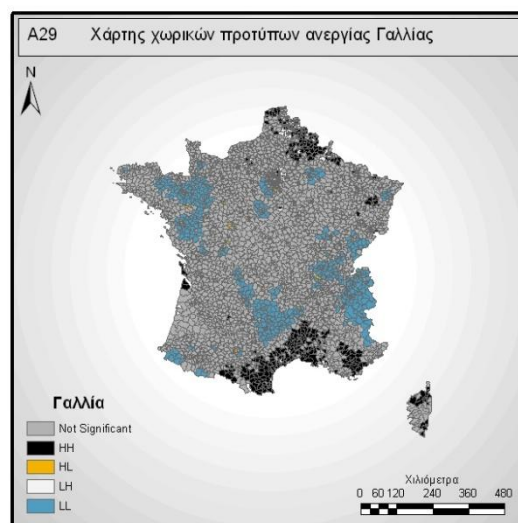 A29 Χάρτης χωρικών προτύπων ανεργίας Γαλλίας
N
Γαλλία
Not Significant
HH
HL
LH
LL
Χιλιόμετρα
0 60 120 240 360 480